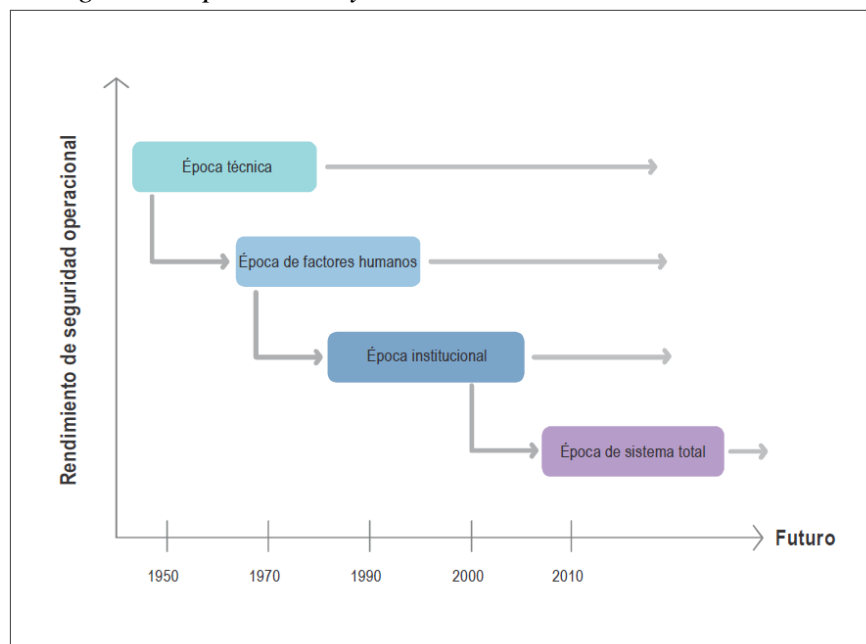 Rendimiento de seguridad operacional
Época técnica
Época de factores humanos
Época institucional
Época de sistema total
Futuro
1950 1970 1990 2000 2010